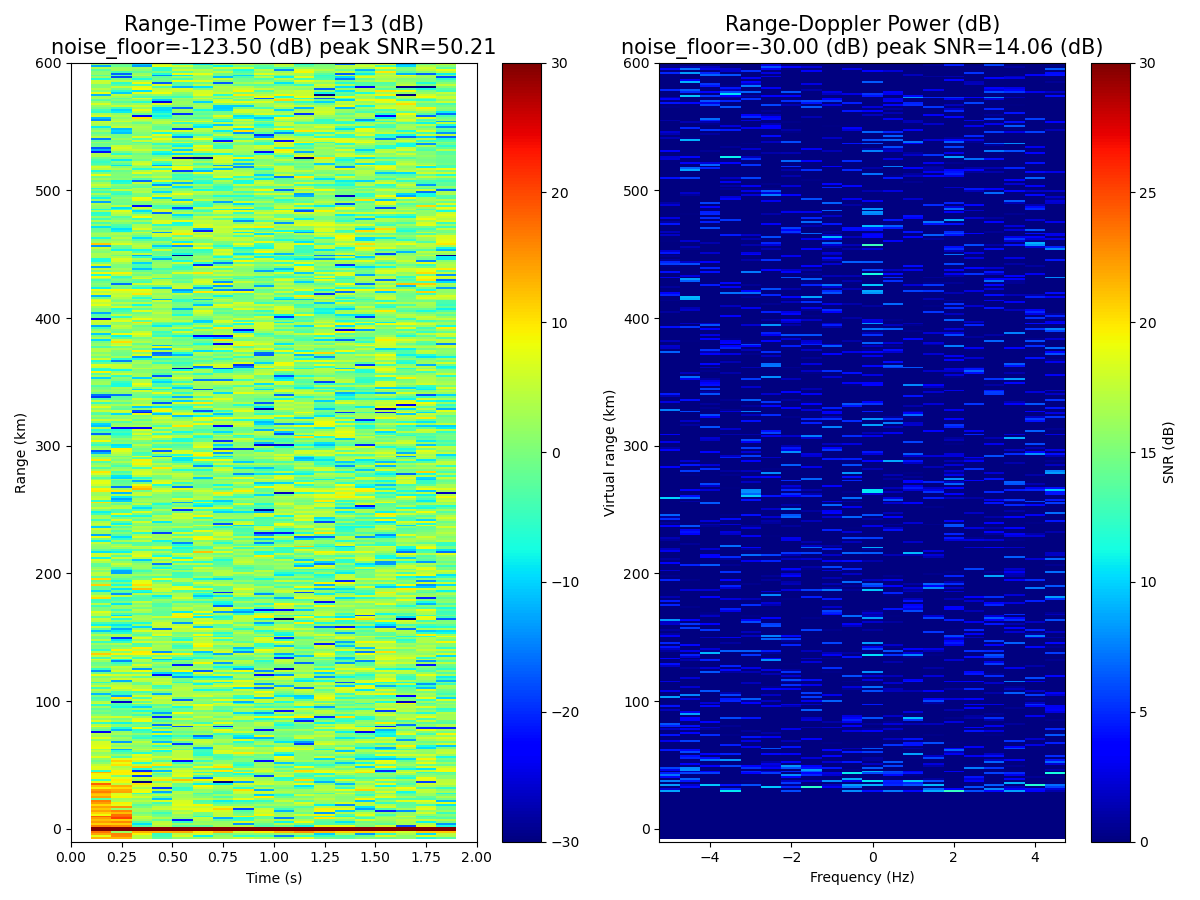 Range-Time Power f=13 (dB)
noise_floor=-123.50 (dB) peak SNR=50.21
600
500
400
300
200
100
0
Range (km)
0.00 0.25 0.50 0.75 1.00 1.25 1.50 1.75 2.00
Time (s)
30
20
10
0
−10
−20
−30
Range-Doppler Power (dB)
noise_floor=-30.00 (dB) peak SNR=14.06 (dB)
600
500
400
300
200
100
0
Virtual range (km)
−4 −2 0 2 4
Frequency (Hz)
30
25
20
15
10
5
0
SNR (dB)